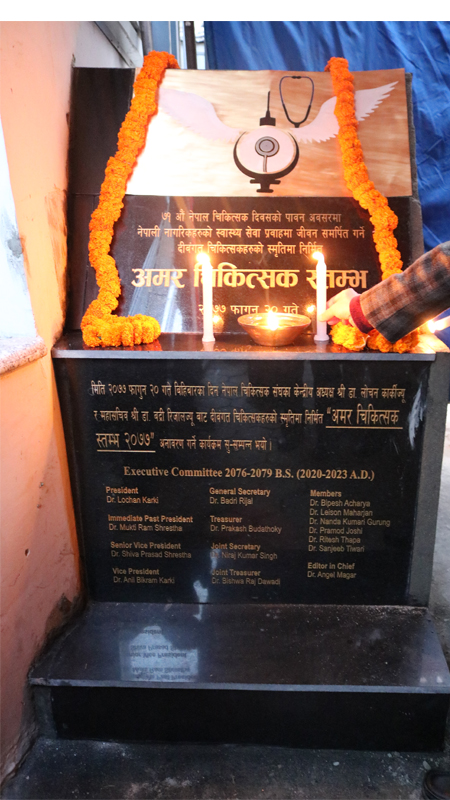 ७१ औं नेपाल चिकित्सक दिवसको पावन अवसरमा
नेपाली नागरिकहरुको स्वास्थ्य सेवा प्रवाहमा जीवन समर्पित गर्ने
दीवंगत चिकित्सकहरुको स्मृतिमा निर्मित
अमर चिकित्सक स्तम्भ
२०७७ फागुन २० गते
मिति २०७७ फागुन २० गते बिहिबारका दिन नेपाल चिकित्सक संघका केन्द्रीय अध्यक्ष श्री डा. लोचन कार्कीज्यू
र महासचिव श्री डा. बद्री रिजालज्यू बाट दीवंगत चिकित्सकहरुको स्मृतिमा निर्मित "अमर चिकित्सक
स्तम्भ २०७७" अनावरण गर्ने कार्यक्रम सु-सम्पन्न भयो।
Executive Committee 2076-2079 B.S. (2020-2023 A.D.)
President
Dr. Lochan Karki
Immediate Past President
Dr. Mukti Ram Shrestha
Senior Vice President
Dr. Shiva Prasad Shrestha
Vice President
Dr. Anil Bikram Karki
General Secretary
Dr. Badri Rijal
Treasurer
Dr. Prakash Budathoky
Joint Secretary
Dr. Niraj Kumar Singh
Joint Treasurer
Dr. Bishwa Raj Dawadi
Members
Dr. Bipesh Acharya
Dr. Leison Maharjan
Dr. Nanda Kumari Gurung
Dr. Pramod Joshi
Dr. Ritesh Thapa
Dr. Sanjeeb Tiwari
Editor in Chief
Dr. Angel Magar